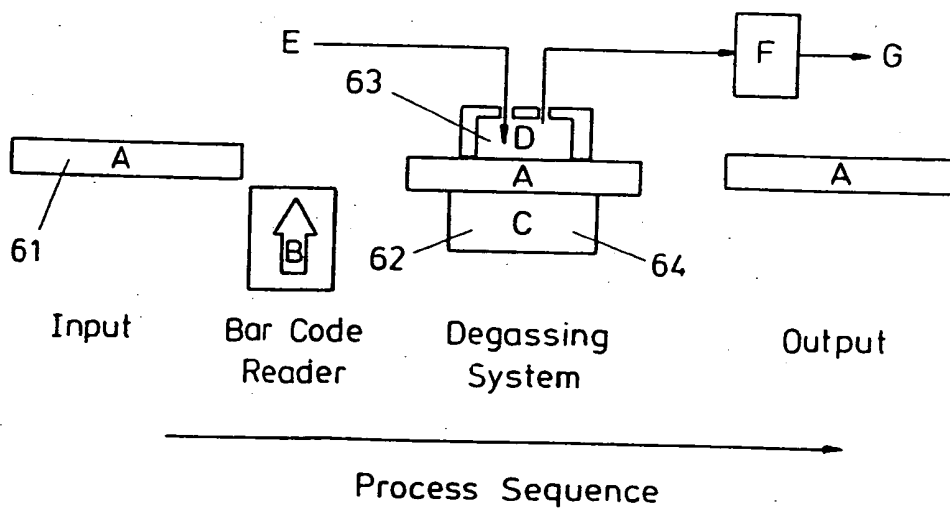 E
F
G
63
D
A
A
A
61
B
62
C
64
Input
Bar Code
Reader
Degassing
System
Output
Process Sequence